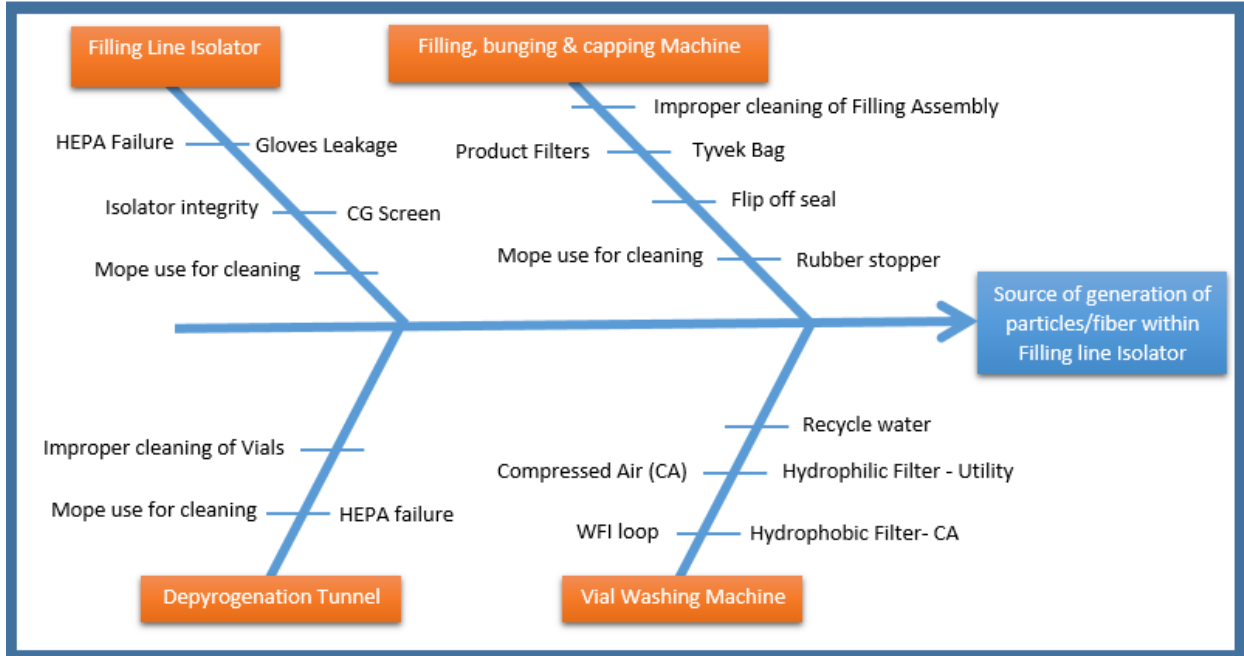 Filling Line Isolator
Filling, bunging & capping Machine
Improper cleaning of Filling Assembly
HEPA Failure
Gloves Leakage
Product Filters
Tyvek Bag
Isolator integrity
CG Screen
Flip off seal
Mope use for cleaning
Mope use for cleaning
Rubber stopper
Source of generation of
particles/fiber within
Filling line Isolator
Recycle water
Improper cleaning of Vials
Compressed Air (CA)
Hydrophilic Filter - Utility
Mope use for cleaning
HEPA failure
WFI loop
Hydrophobic Filter- CA
Depyrogenation Tunnel
Vial Washing Machine